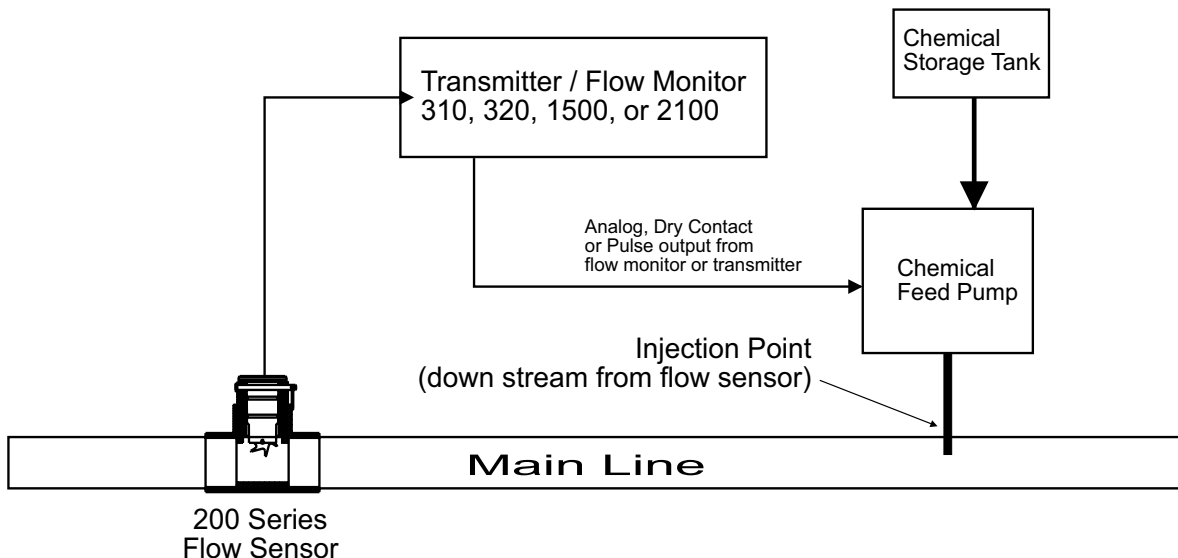 Chemical
Storage Tank
Transmitter / Flow Monitor
310, 320, 1500, or 2100
Analog, Dry Contact
or Pulse output from
flow monitor or transmitter
Chemical
Feed Pump
Injection Point
(down stream from flow sensor)
Main Line
200 Series
Flow Sensor